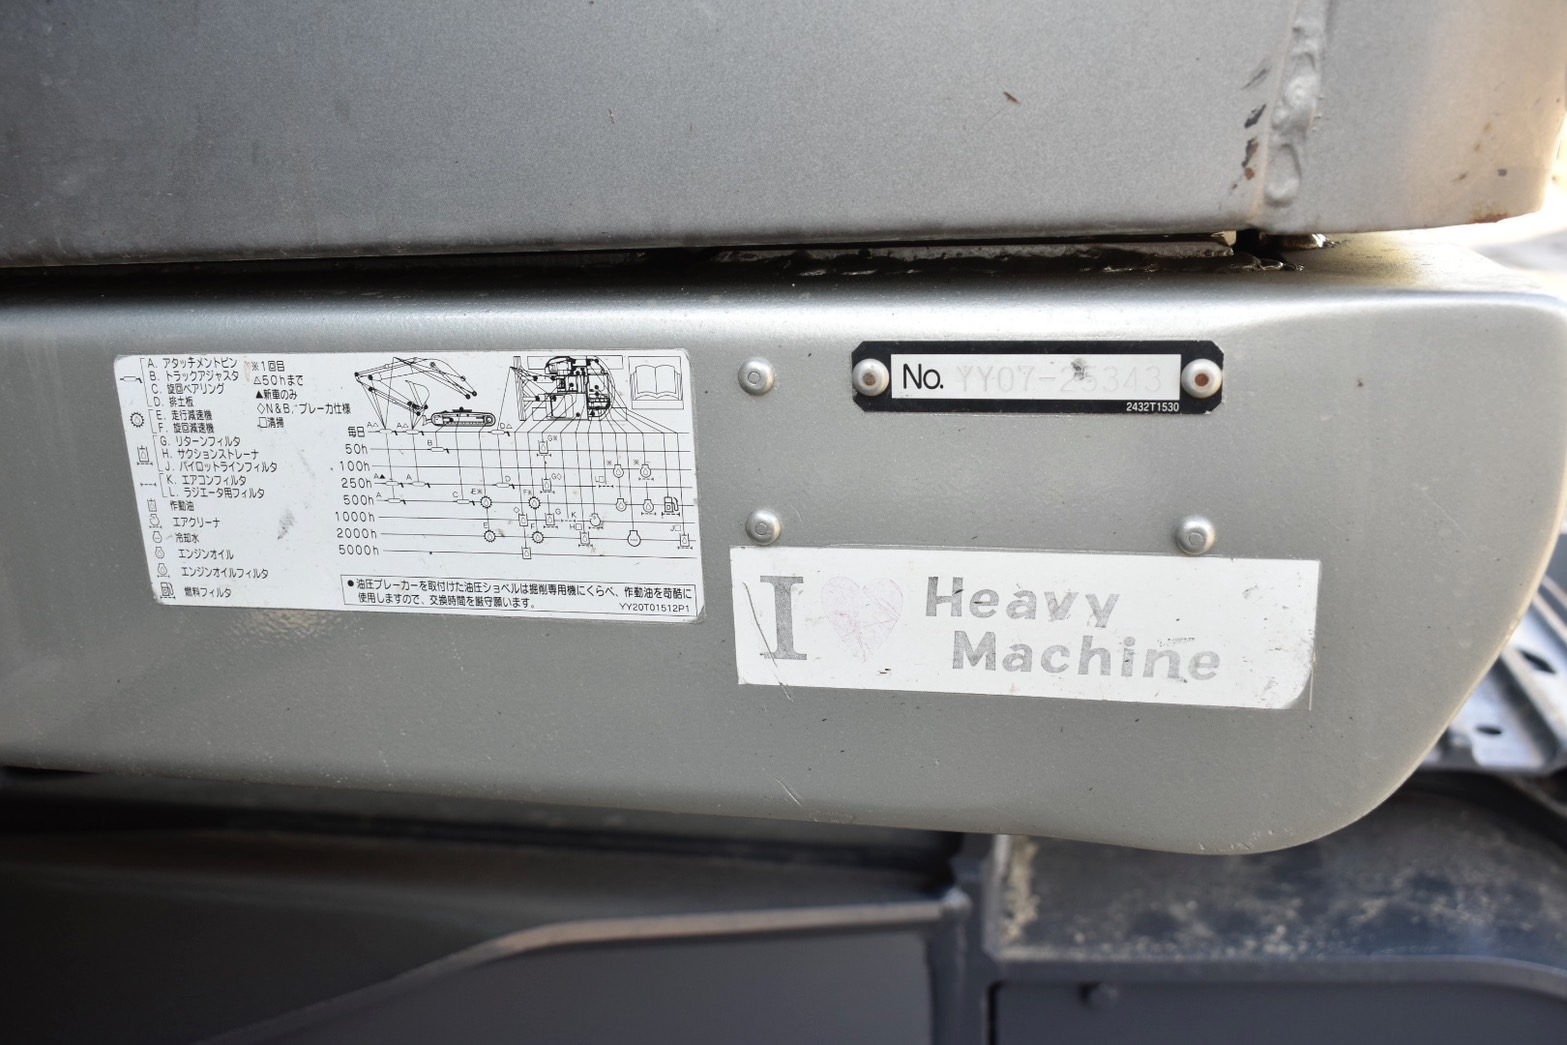 A. アタッチメントピン
B. トラックアジャスタ
C. 旋回ベアリング
D. 排土板
E. 走行減速機
F. 旋回減速機
G. リターンフィルタ
H. サクションストレーナ
J. パイロットラインフィルタ
K. エアコンフィルタ
L. ラジエータ用フィルタ
作動油
エアクリーナ
冷却水
エンジンオイル
エンジンオイルフィルタ
燃料フィルタ
※1回目
△50hまで
▲新車のみ
◇N&B,ブレーカ仕様
□清掃
毎日
50h
100h
250h
500h
1000h
2000h
5000h
●油圧ブレーカーを取付けた油圧ショベルは掘削専用機にくらべ、作動油を苛酷に
使用しますので、交換時間を厳守願います。
YY20T01512P1
No. YY07-25343
2432T1530
I Heavy
Machine